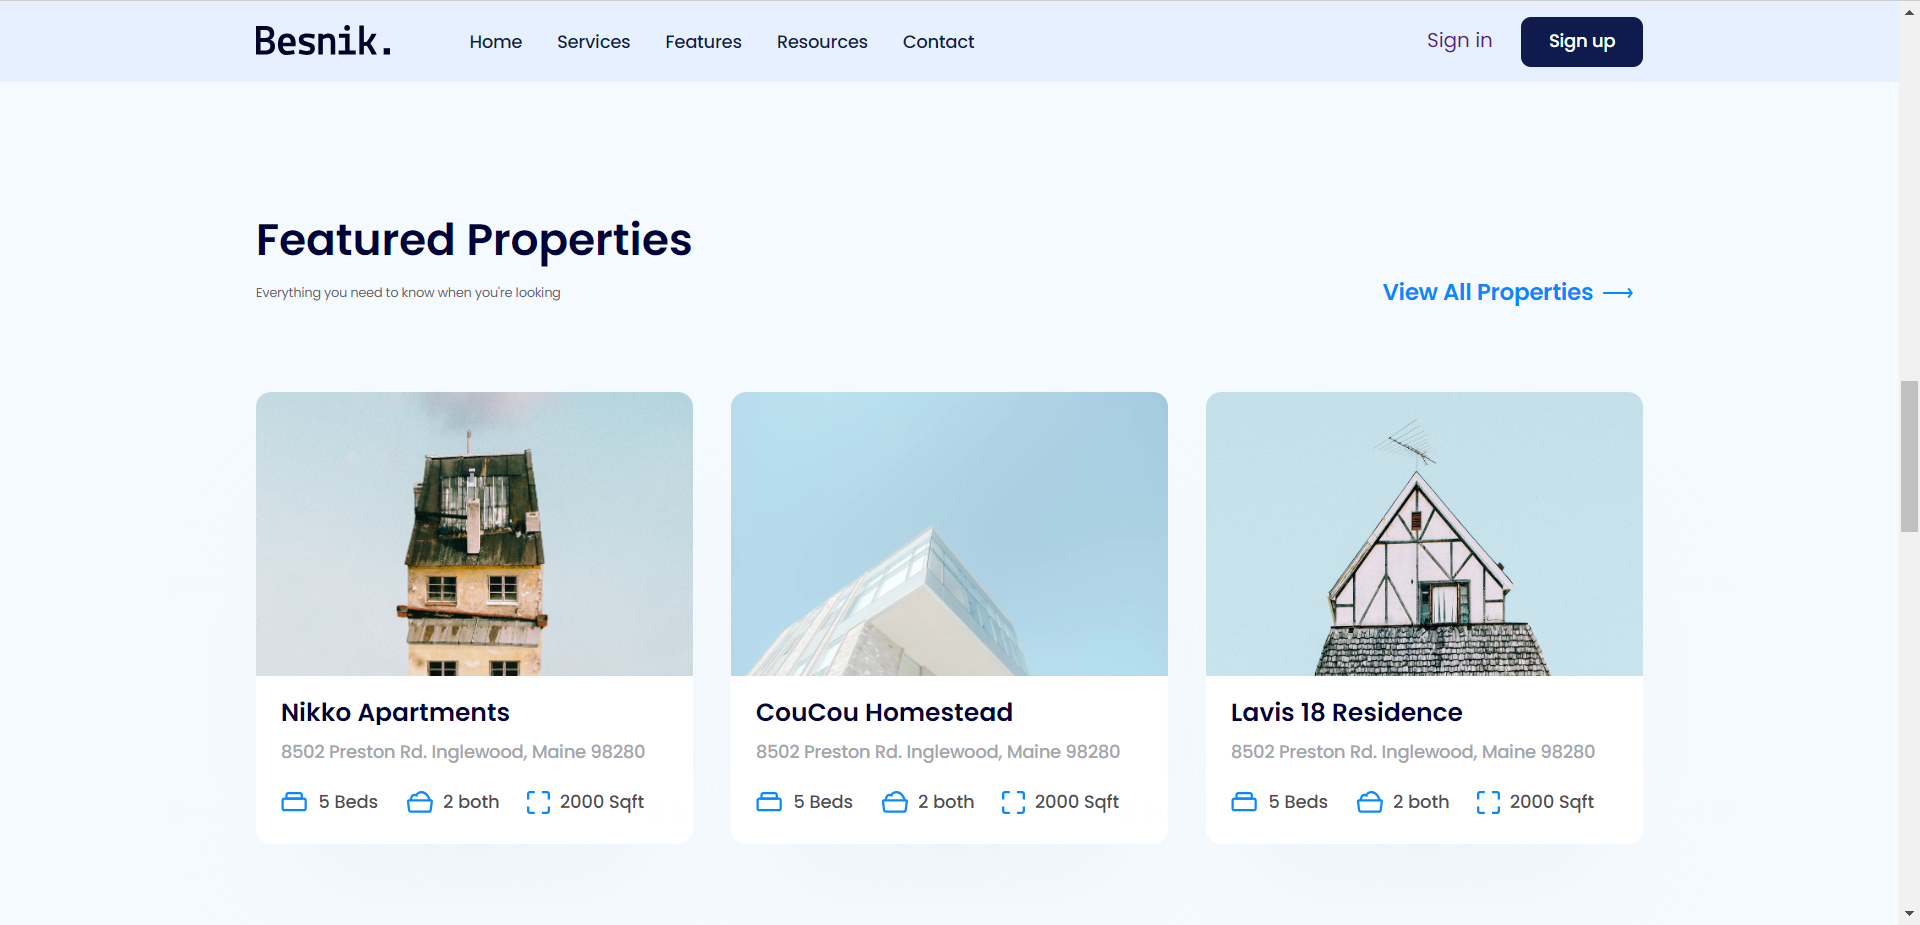 Besnik. Home Services Features Resources Contact Sign in Sign up
Featured Properties
Everything you need to know when you're looking
View All Properties
Nikko Apartments
8502 Preston Rd. Inglewood, Maine 98280
5 Beds 2 both 2000 Sqft
CouCou Homestead
8502 Preston Rd. Inglewood, Maine 98280
5 Beds 2 both 2000 Sqft
Lavis 18 Residence
8502 Preston Rd. Inglewood, Maine 98280
5 Beds 2 both 2000 Sqft